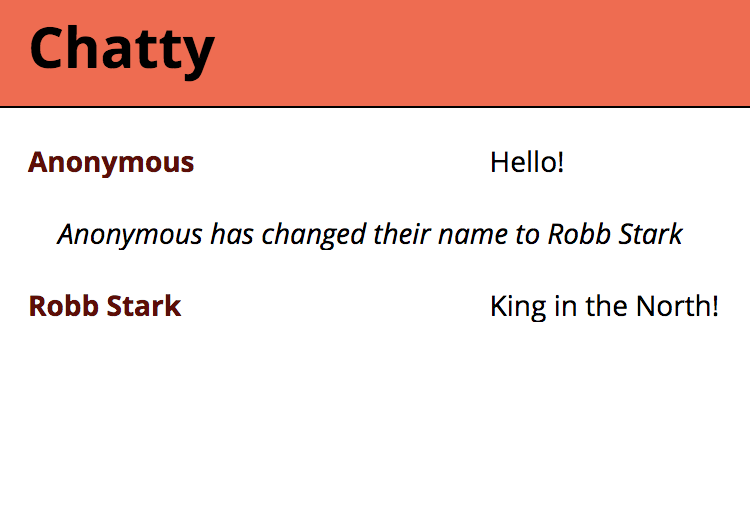 Chatty
Anonymous Hello!
Anonymous has changed their name to Robb Stark
Robb Stark King in the North!